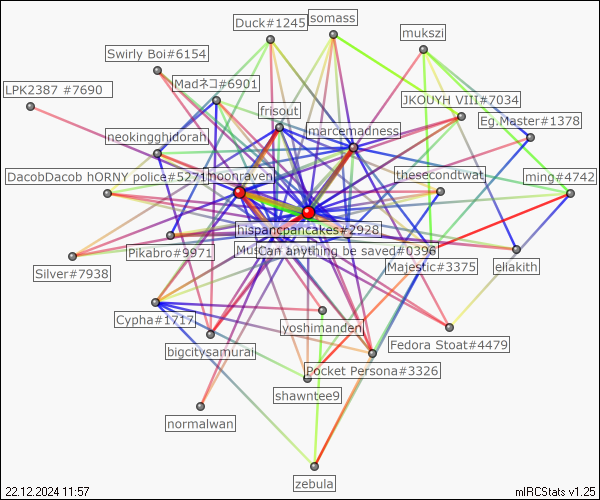 Duck#1245
somass
mukszi
Swirly Boi#6154
LPK2387 #7690
Madネコ#6901
JKOUYH VIII#7034
frisout
Eg.Master#1378
marcemadness
neokingghidorah
DacobDacob hORNY police#5271
moonraven
thesecondtwat
ming#4742
hispancpancakes#2928
Can anything be saved#0396
Pikabro#9971
Majestic#3375
eliakith
Silver#7938
Cypha#1717
yoshimanden
bigcitysamurai
Fedora Stoat#4479
Pocket Persona#3326
shawntee9
normalwan
zebula
22.12.2024 11:57
mIRCStats v1.25